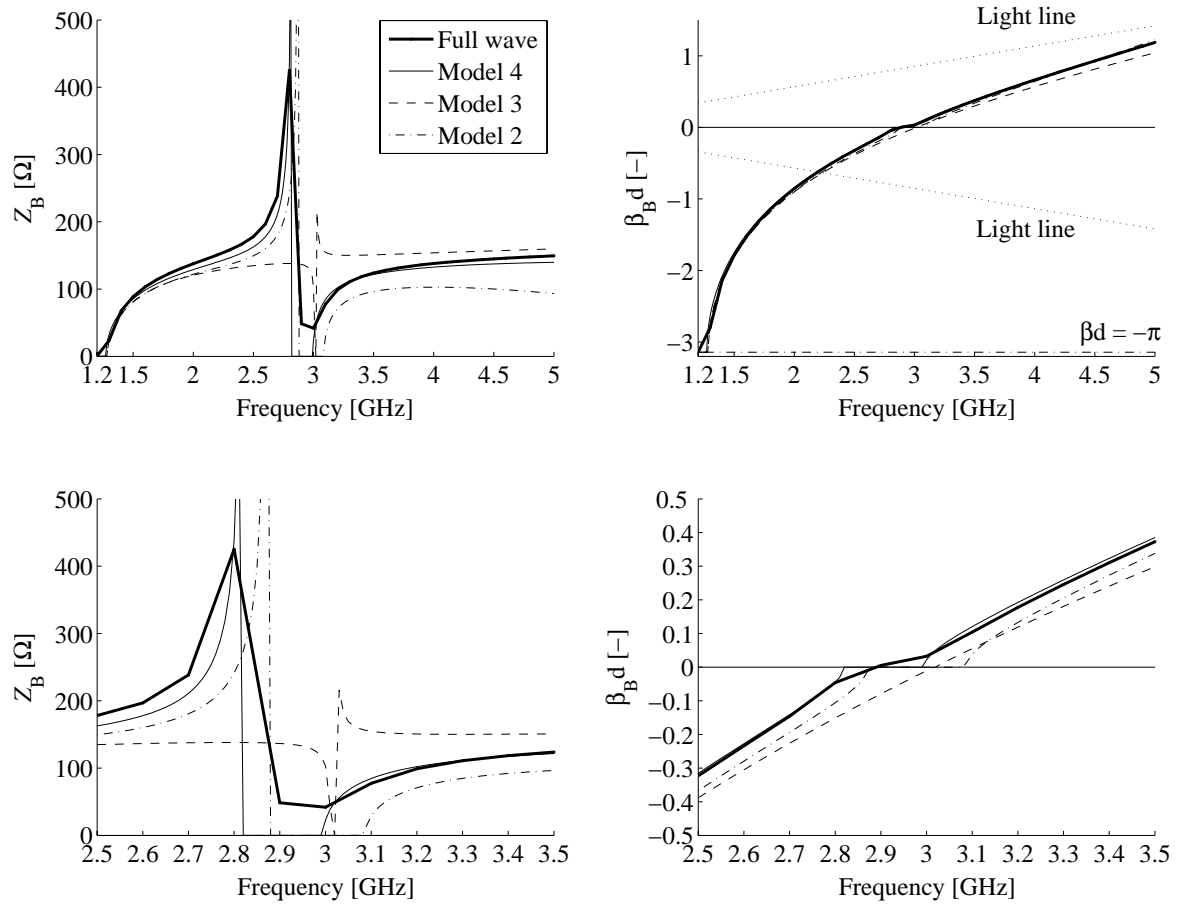 500
400
300
200
100
0
Z_B [Ω]
1.2 1.5 2 2.5 3 3.5 4 4.5 5
Frequency [GHz]
Full wave
Model 4
Model 3
Model 2
1
0
−1
−2
−3
β_B d [−]
Light line
Light line
βd = −π
1.2 1.5 2 2.5 3 3.5 4 4.5 5
Frequency [GHz]
500
400
300
200
100
0
Z_B [Ω]
2.5 2.6 2.7 2.8 2.9 3 3.1 3.2 3.3 3.4 3.5
Frequency [GHz]
0.5
0.4
0.3
0.2
0.1
0
−0.1
−0.2
−0.3
−0.4
−0.5
β_B d [−]
2.5 2.6 2.7 2.8 2.9 3 3.1 3.2 3.3 3.4 3.5
Frequency [GHz]